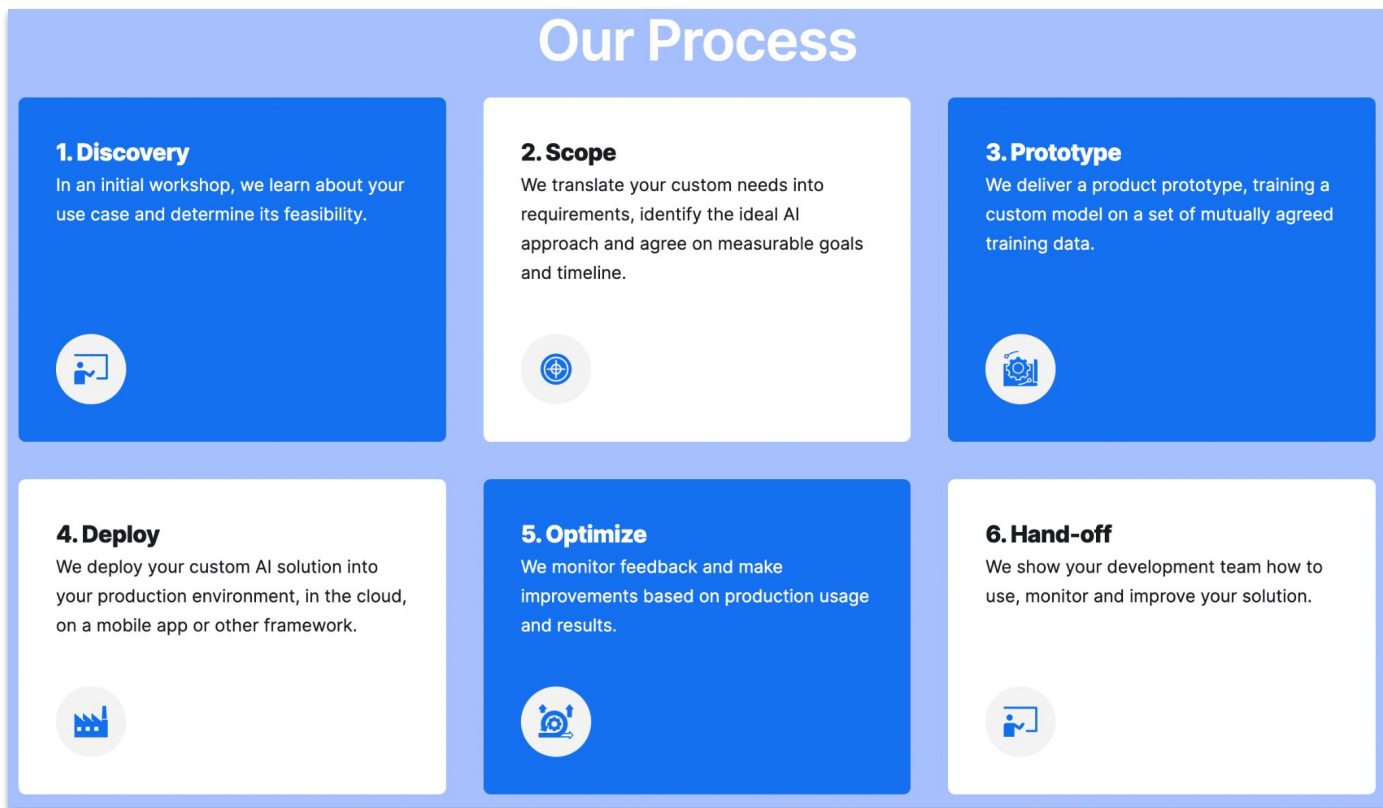 Our Process
1. Discovery
In an initial workshop, we learn about your
use case and determine its feasibility.
2. Scope
We translate your custom needs into
requirements, identify the ideal AI
approach and agree on measurable goals
and timeline.
3. Prototype
We deliver a product prototype, training a
custom model on a set of mutually agreed
training data.
4. Deploy
We deploy your custom AI solution into
your production environment, in the cloud,
on a mobile app or other framework.
5. Optimize
We monitor feedback and make
improvements based on production usage
and results.
6. Hand-off
We show your development team how to
use, monitor and improve your solution.